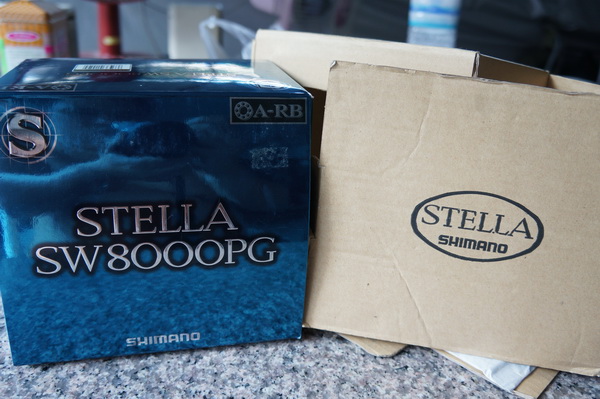 S
A-RB
STELLA
SW8000PG
SHIMANO
STELLA
SHIMANO